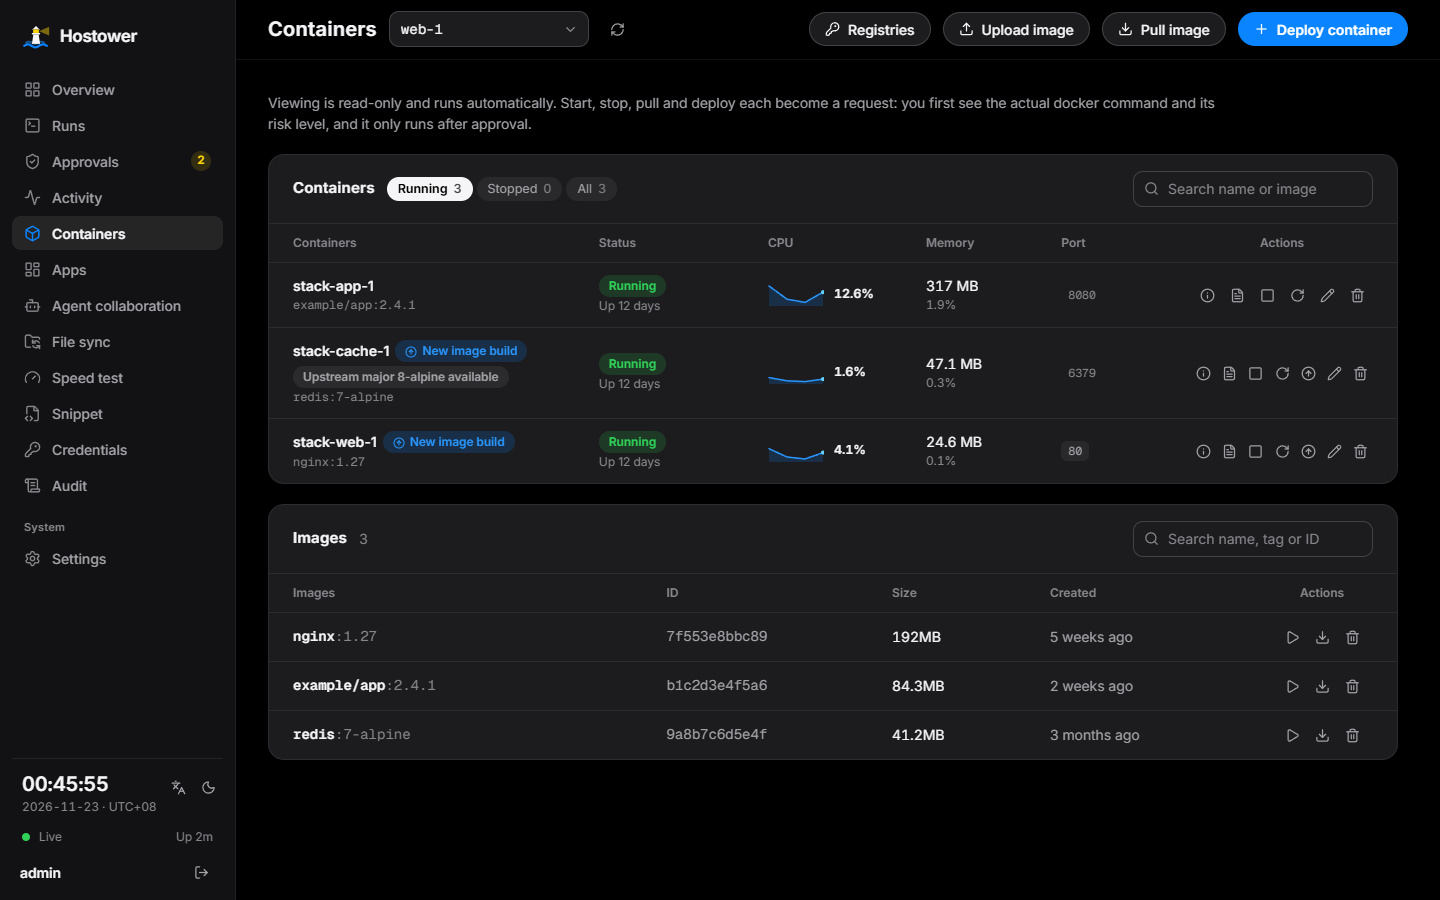 Hostower
Overview
Runs
Approvals 2
Activity
Containers
Apps
Agent collaboration
File sync
Speed test
Snippet
Credentials
Audit
System
Settings
00:45:55
2026-11-23 · UTC+08
Live Up 2m
admin
Containers web-1 Registries Upload image Pull image Deploy container
Viewing is read-only and runs automatically. Start, stop, pull and deploy each become a request: you first see the actual docker command and its
risk level, and it only runs after approval.
Containers Running 3 Stopped 0 All 3 Search name or image
Containers Status CPU Memory Port Actions
stack-app-1 Running 12.6% 317 MB 8080
example/app:2.4.1 Up 12 days 1.9%
stack-cache-1 New image build Running 1.6% 47.1 MB 6379
Upstream major 8-alpine available
redis:7-alpine Up 12 days 0.3%
stack-web-1 New image build Running 4.1% 24.6 MB 80
nginx:1.27 Up 12 days 0.1%
Images 3 Search name, tag or ID
Images ID Size Created Actions
nginx:1.27 7f553e8bbc89 192MB 5 weeks ago
example/app:2.4.1 b1c2d3e4f5a6 84.3MB 2 weeks ago
redis:7-alpine 9a8b7c6d5e4f 41.2MB 3 months ago